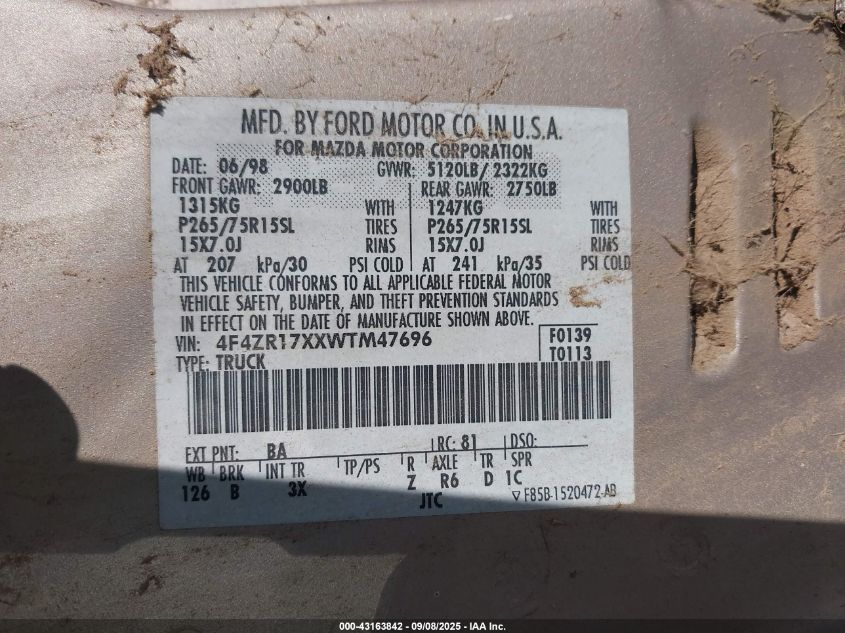 MFD. BY FORD MOTOR CO. IN U.S.A.
FOR MAZDA MOTOR CORPORATION
DATE: 06/98 GVWR: 5120LB/ 2322KG
FRONT GAWR: 2900LB REAR GAWR: 2750LB
1315KG WITH 1247KG WITH
P265/75R15SL TIRES P265/75R15SL TIRES
15X7.0J RIMS 15X7.0J RIMS
AT 207 kPa/30 PSI COLD AT 241 kPa/35 PSI COLD
THIS VEHICLE CONFORMS TO ALL APPLICABLE FEDERAL MOTOR
VEHICLE SAFETY, BUMPER, AND THEFT PREVENTION STANDARDS
IN EFFECT ON THE DATE OF MANUFACTURE SHOWN ABOVE.
VIN: 4F4ZR17XXWTM47696 F0139
TYPE: TRUCK T0113
EXT PNT: BA RC: 81 DSO:
WB BRK INT TR TP/PS R AXLE TR SPR
126 B 3X Z R6 D 1C
JTC F85B-1520472-AB
000-43163842 - 09/08/2025 - IAA Inc.